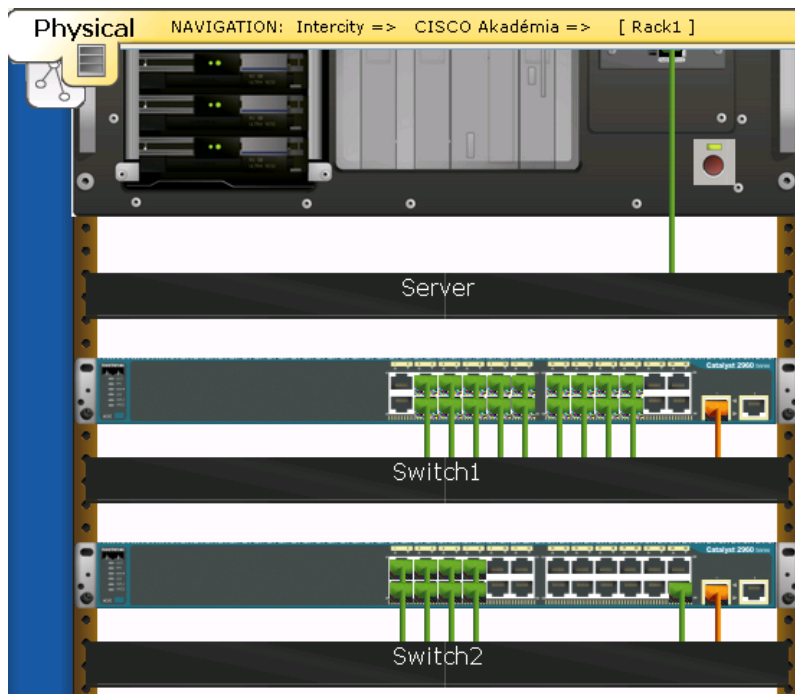 Physical NAVIGATION: Intercity => CISCO Akadémia => [ Rack1 ]
Server
Catalyst 2960 Series
Switch1
Catalyst 2960 Series
Switch2